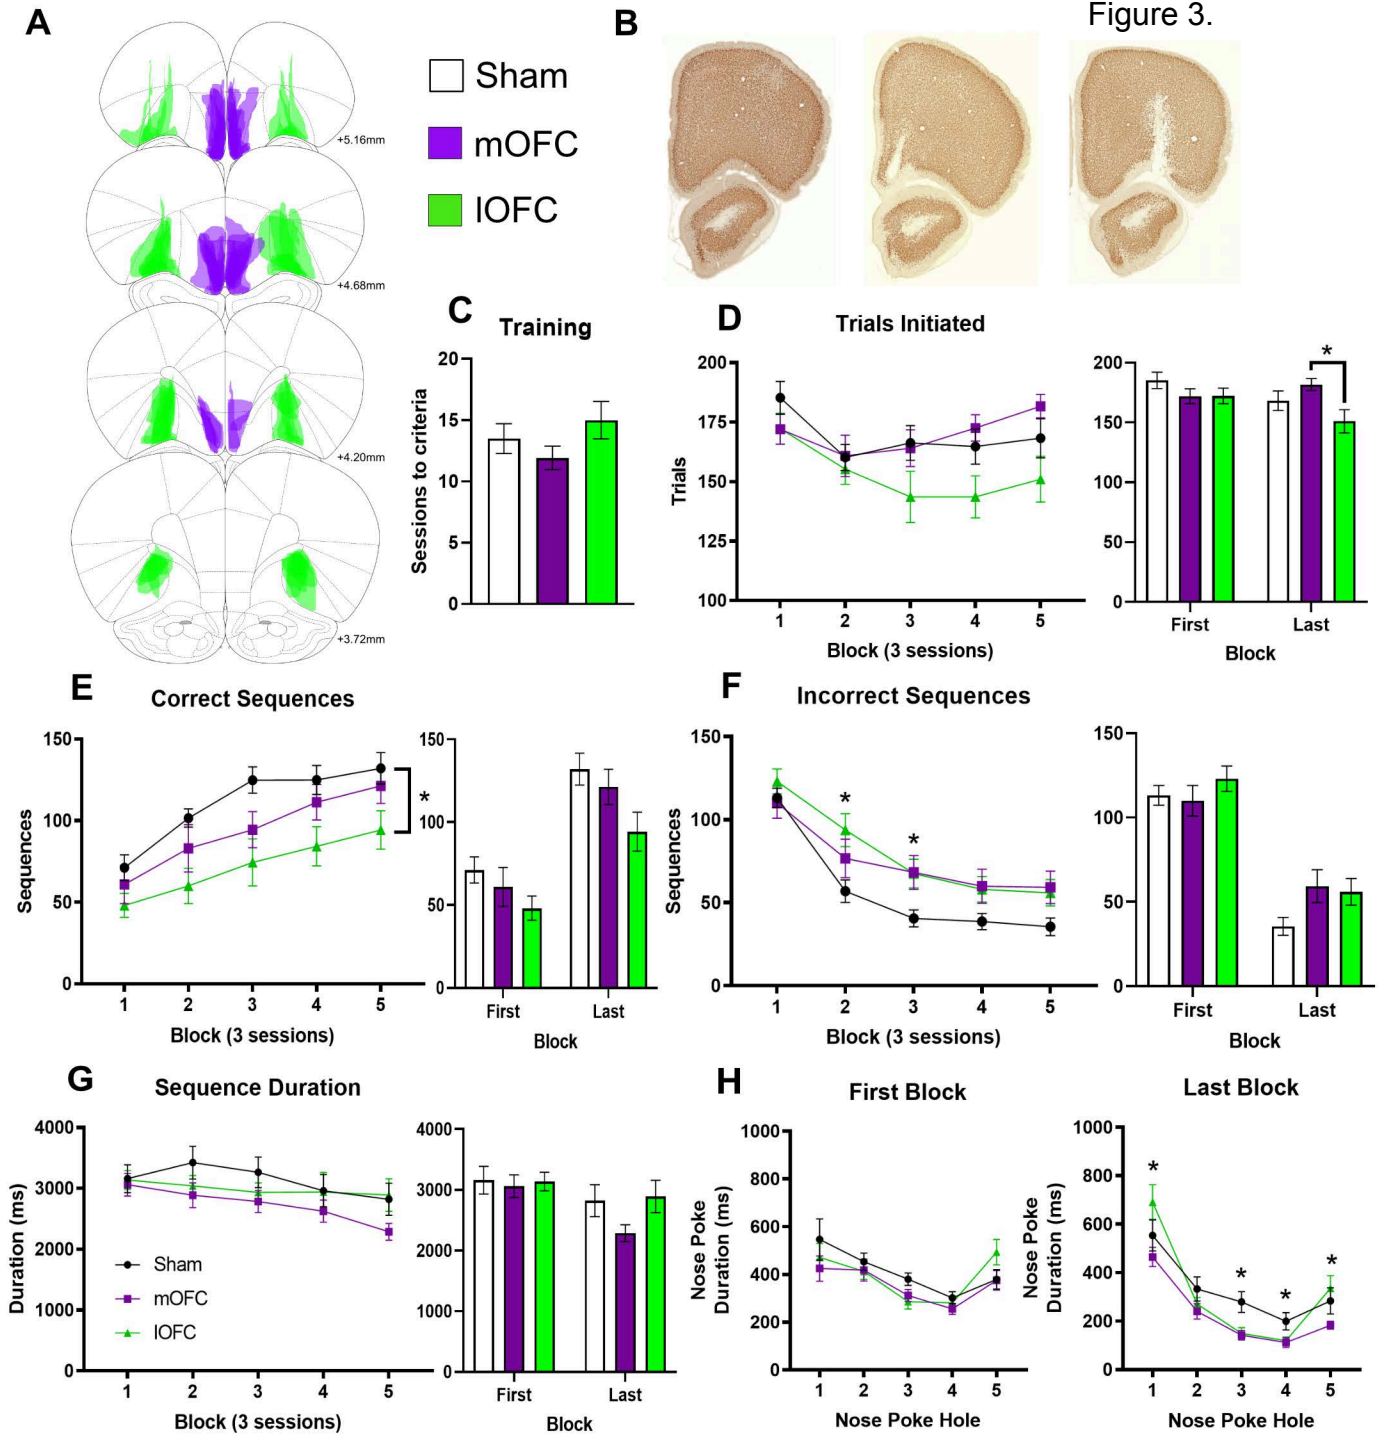 Figure 3.
A
Sham
mOFC
lOFC
+5.16mm
+4.68mm
+4.20mm
+3.72mm
B
C
Training
Sessions to criteria
20
15
10
5
0
D
Trials Initiated
Trials
200
175
150
125
100
1 2 3 4 5
Block (3 sessions)
*
200
150
100
50
0
First Last
Block
E
Correct Sequences
Sequences
150
100
50
0
1 2 3 4 5
Block (3 sessions)
*
150
100
50
0
First Last
Block
F
Incorrect Sequences
Sequences
150
100
50
0
* *
1 2 3 4 5
Block (3 sessions)
150
100
50
0
First Last
Block
G
Sequence Duration
Duration (ms)
4000
3000
2000
1000
0
Sham
mOFC
lOFC
1 2 3 4 5
Block (3 sessions)
4000
3000
2000
1000
0
First Last
Block
H
First Block
Nose Poke
Duration (ms)
1000
800
600
400
200
0
1 2 3 4 5
Nose Poke Hole
Last Block
Nose Poke
Duration (ms)
1000
800
600
400
200
0
* * * *
1 2 3 4 5
Nose Poke Hole